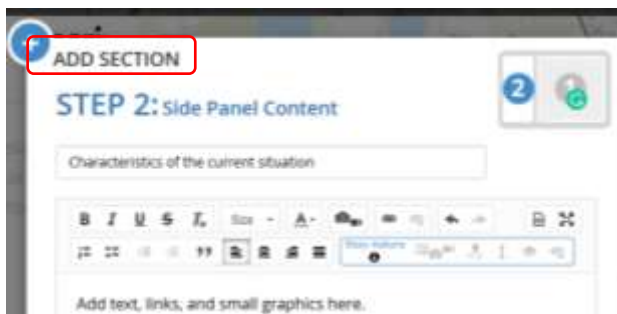 ADD SECTION
STEP 2: Side Panel Content
2
Characteristics of the current situation
B I U S Size A
Add text, links, and small graphics here.